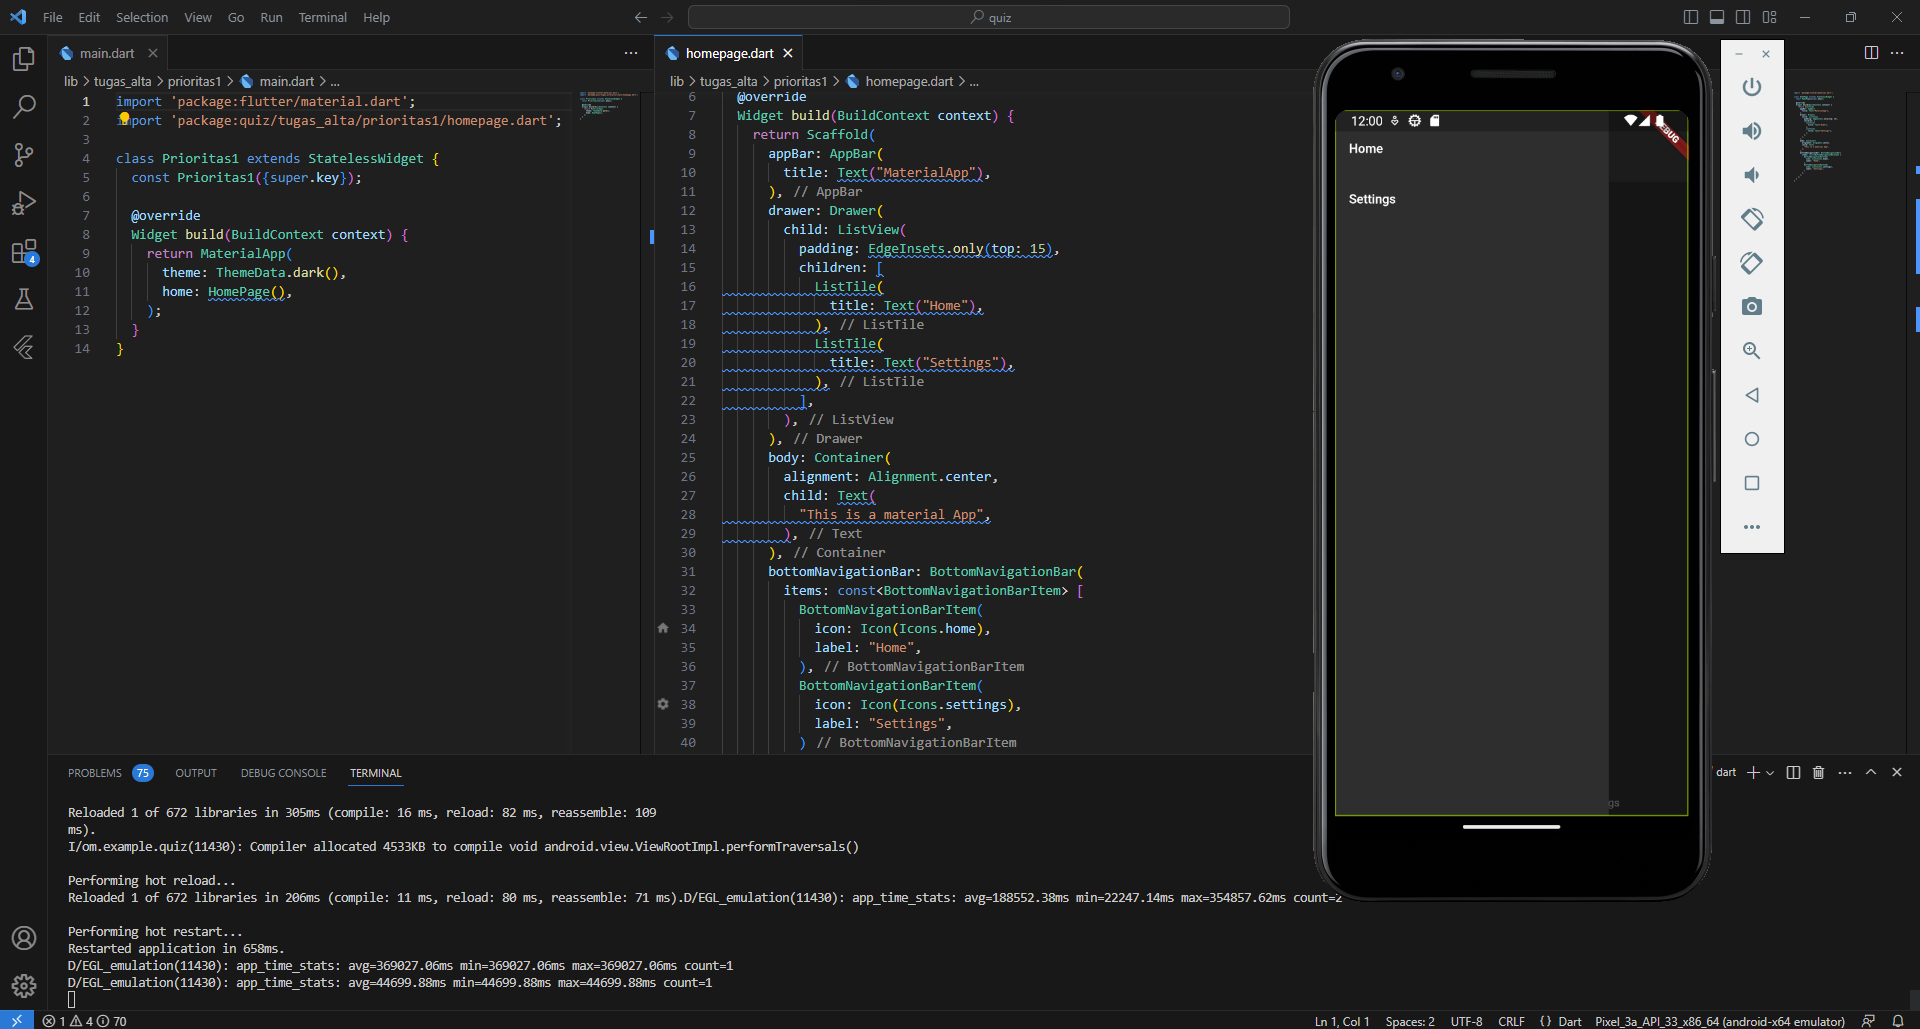 File Edit Selection View Go Run Terminal Help
quiz
main.dart
lib > tugas_alta > prioritas1 > main.dart > ...
1 import 'package:flutter/material.dart';
2 import 'package:quiz/tugas_alta/prioritas1/homepage.dart';
3
4 class Prioritas1 extends StatelessWidget {
5 const Prioritas1({super.key});
6
7 @override
8 Widget build(BuildContext context) {
9 return MaterialApp(
10 theme: ThemeData.dark(),
11 home: HomePage(),
12 );
13 }
14 }
homepage.dart
lib > tugas_alta > prioritas1 > homepage.dart > ...
6 @override
7 Widget build(BuildContext context) {
8 return Scaffold(
9 appBar: AppBar(
10 title: Text("MaterialApp"),
11 ), // AppBar
12 drawer: Drawer(
13 child: ListView(
14 padding: EdgeInsets.only(top: 15),
15 children: [
16 ListTile(
17 title: Text("Home"),
18 ), // ListTile
19 ListTile(
20 title: Text("Settings"),
21 ), // ListTile
22 ],
23 ), // ListView
24 ), // Drawer
25 body: Container(
26 alignment: Alignment.center,
27 child: Text(
28 "This is a material App",
29 ), // Text
30 ), // Container
31 bottomNavigationBar: BottomNavigationBar(
32 items: const<BottomNavigationBarItem> [
33 BottomNavigationBarItem(
34 icon: Icon(Icons.home),
35 label: "Home",
36 ), // BottomNavigationBarItem
37 BottomNavigationBarItem(
38 icon: Icon(Icons.settings),
39 label: "Settings",
40 ) // BottomNavigationBarItem
12:00
Home
Settings
gs
4
PROBLEMS 75 OUTPUT DEBUG CONSOLE TERMINAL
dart
Reloaded 1 of 672 libraries in 305ms (compile: 16 ms, reload: 82 ms, reassemble: 109
ms).
I/om.example.quiz(11430): Compiler allocated 4533KB to compile void android.view.ViewRootImpl.performTraversals()
Performing hot reload...
Reloaded 1 of 672 libraries in 206ms (compile: 11 ms, reload: 80 ms, reassemble: 71 ms).D/EGL_emulation(11430): app_time_stats: avg=188552.38ms min=22247.14ms max=354857.62ms count=2
Performing hot restart...
Restarted application in 658ms.
D/EGL_emulation(11430): app_time_stats: avg=369027.06ms min=369027.06ms max=369027.06ms count=1
D/EGL_emulation(11430): app_time_stats: avg=44699.88ms min=44699.88ms max=44699.88ms count=1
1 4 70
Ln 1, Col 1 Spaces: 2 UTF-8 CRLF { } Dart Pixel_3a_API_33_x86_64 (android-x64 emulator)